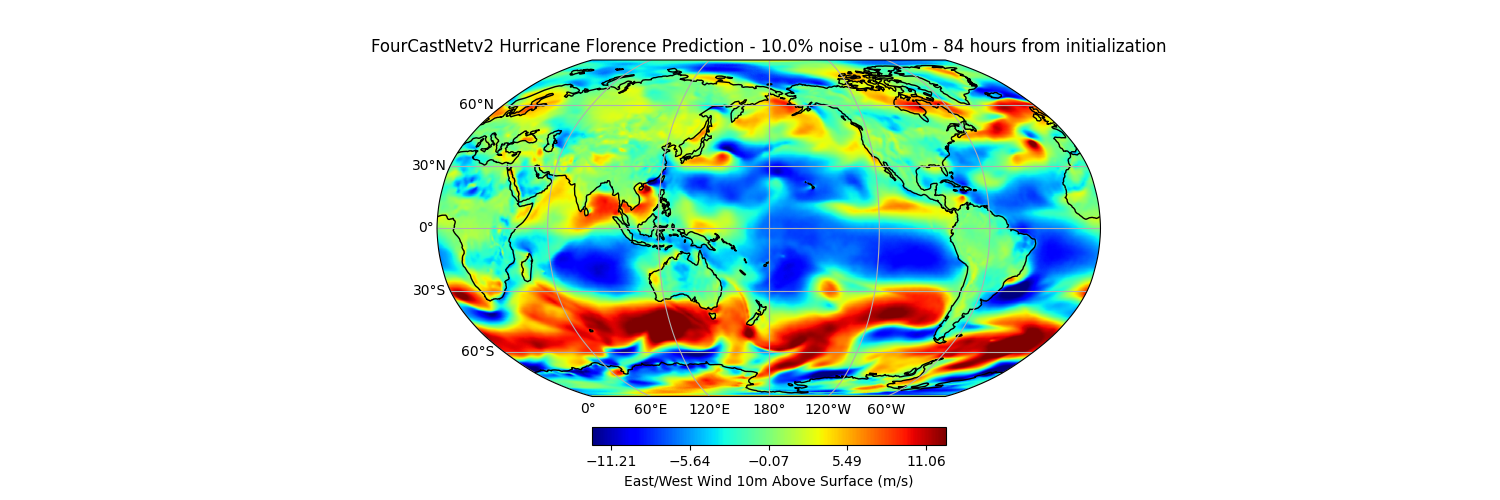 FourCastNetv2 Hurricane Florence Prediction - 10.0% noise - u10m - 84 hours from initialization
60°N
30°N
0°
30°S
60°S
0° 60°E 120°E 180° 120°W 60°W
−11.21 −5.64 −0.07 5.49 11.06
East/West Wind 10m Above Surface (m/s)